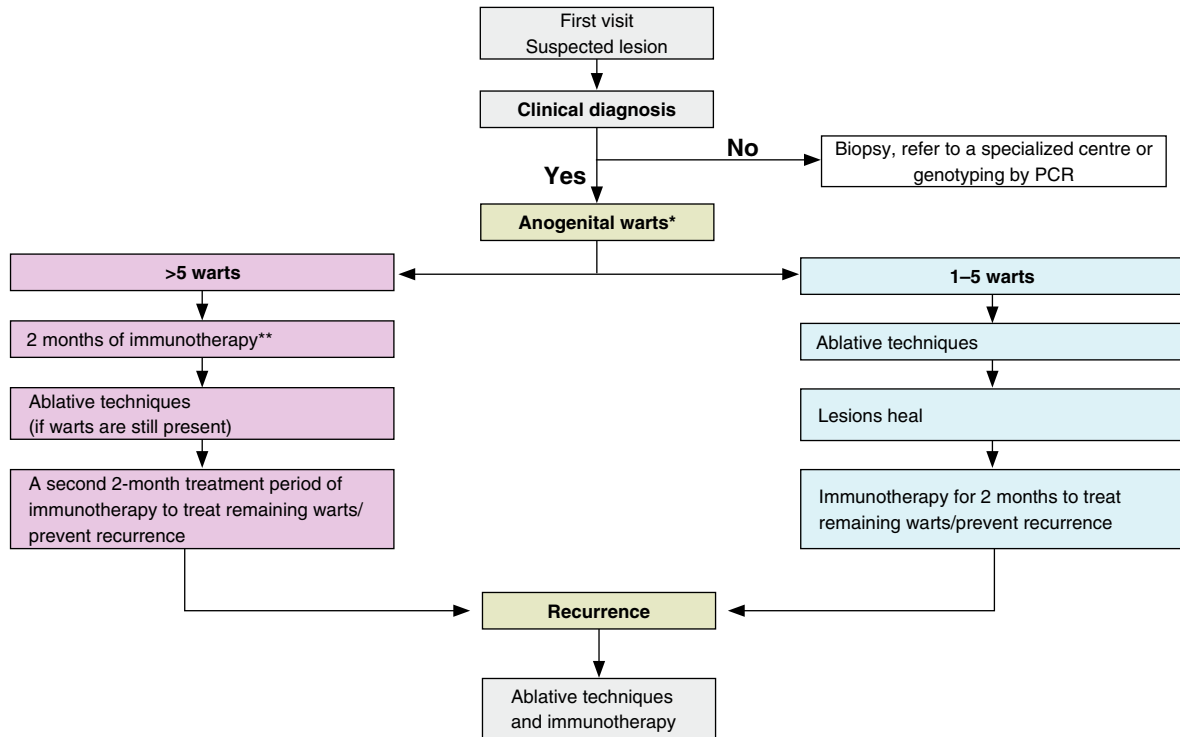 First visit
Suspected lesion
Clinical diagnosis
No
Biopsy, refer to a specialized centre or
genotyping by PCR
Yes
Anogenital warts*
>5 warts
2 months of immunotherapy**
Ablative techniques
(if warts are still present)
A second 2-month treatment period of
immunotherapy to treat remaining warts/
prevent recurrence
1–5 warts
Ablative techniques
Lesions heal
Immunotherapy for 2 months to treat
remaining warts/prevent recurrence
Recurrence
Ablative techniques
and immunotherapy